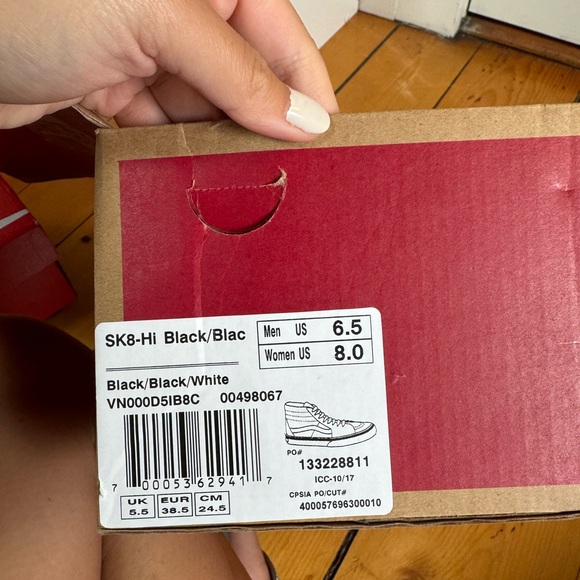 SK8-Hi Black/Blac
Men US 6.5
Women US 8.0
Black/Black/White
VN000D5IB8C 00498067
7 00053 62941 7
PO#
133228811
ICC-10/17
CPSIA PO/CUT#
400057696300010
UK EUR CM
5.5 38.5 24.5